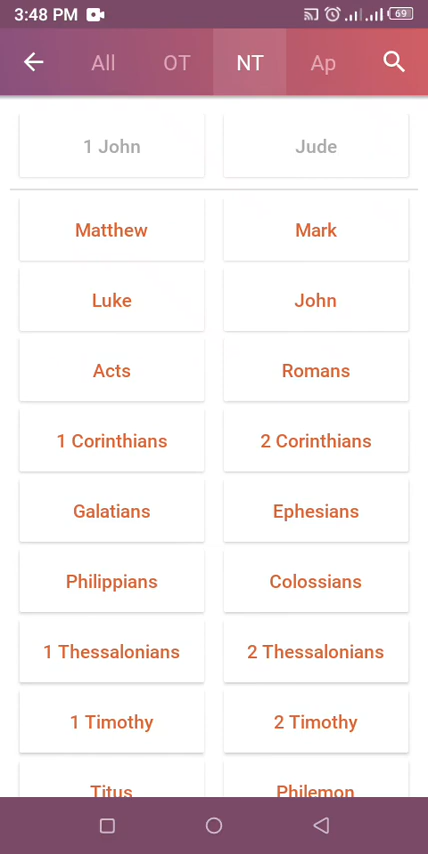 3:48 PM 69
All OT NT Ap
1 John Jude
Matthew Mark
Luke John
Acts Romans
1 Corinthians 2 Corinthians
Galatians Ephesians
Philippians Colossians
1 Thessalonians 2 Thessalonians
1 Timothy 2 Timothy
Titus Philemon